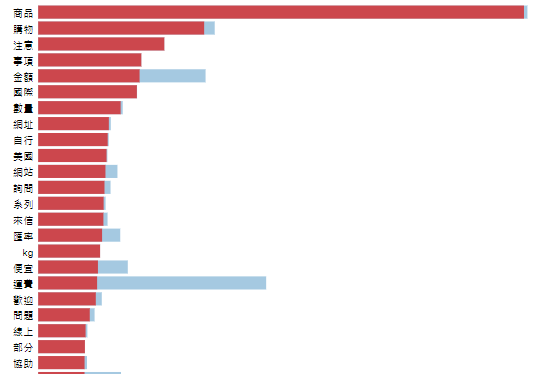 商品
購物
注意
事項
金額
國際
數量
網址
自行
美國
網站
詢問
系列
來信
匯率
kg
便宜
運費
歡迎
問題
線上
部分
協助